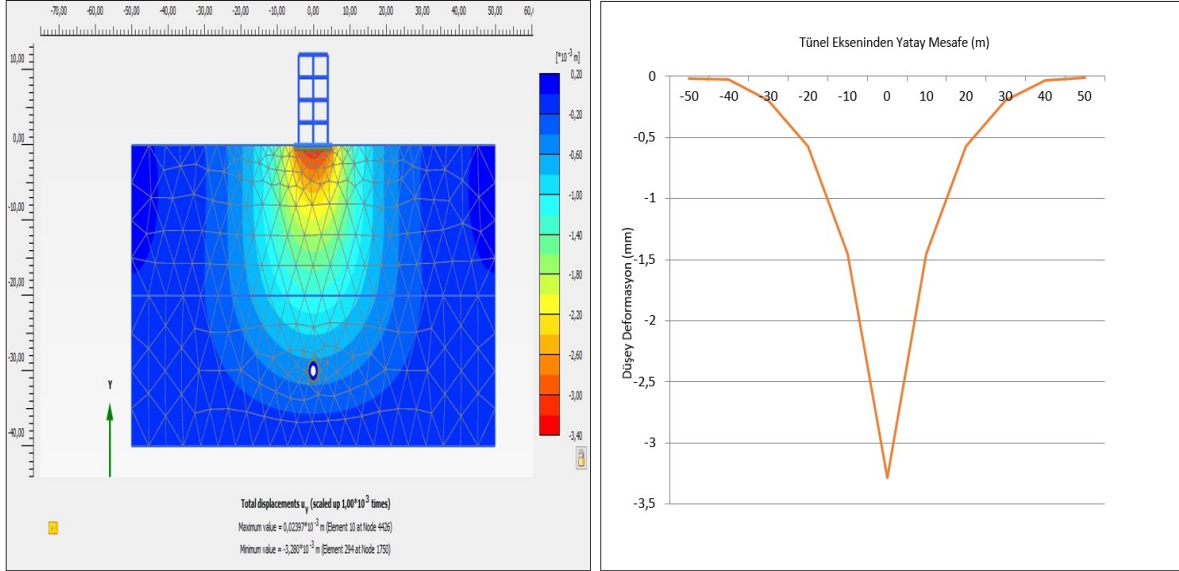 -70,00 -60,00 -50,00 -40,00 -30,00 -20,00 -10,00 0,00 10,00 20,00 30,00 40,00 50,00
10,00
0,00
-10,00
-20,00
-30,00
-40,00
Y
[*10⁻³ m]
0,20
-0,20
-0,60
-1,00
-1,40
-1,80
-2,20
-2,60
-3,00
-3,40
Total displacements uᵧ (scaled up 1,00*10³ times)
Maximum value = 0,02397*10⁻³ m (Element 10 at Node 4426)
Minimum value = -3,280*10⁻³ m (Element 294 at Node 1750)
Tünel Ekseninden Yatay Mesafe (m)
Düşey Deformasyon (mm)
0
-0,5
-1
-1,5
-2
-2,5
-3
-3,5
-50 -40 -30 -20 -10 0 10 20 30 40 50